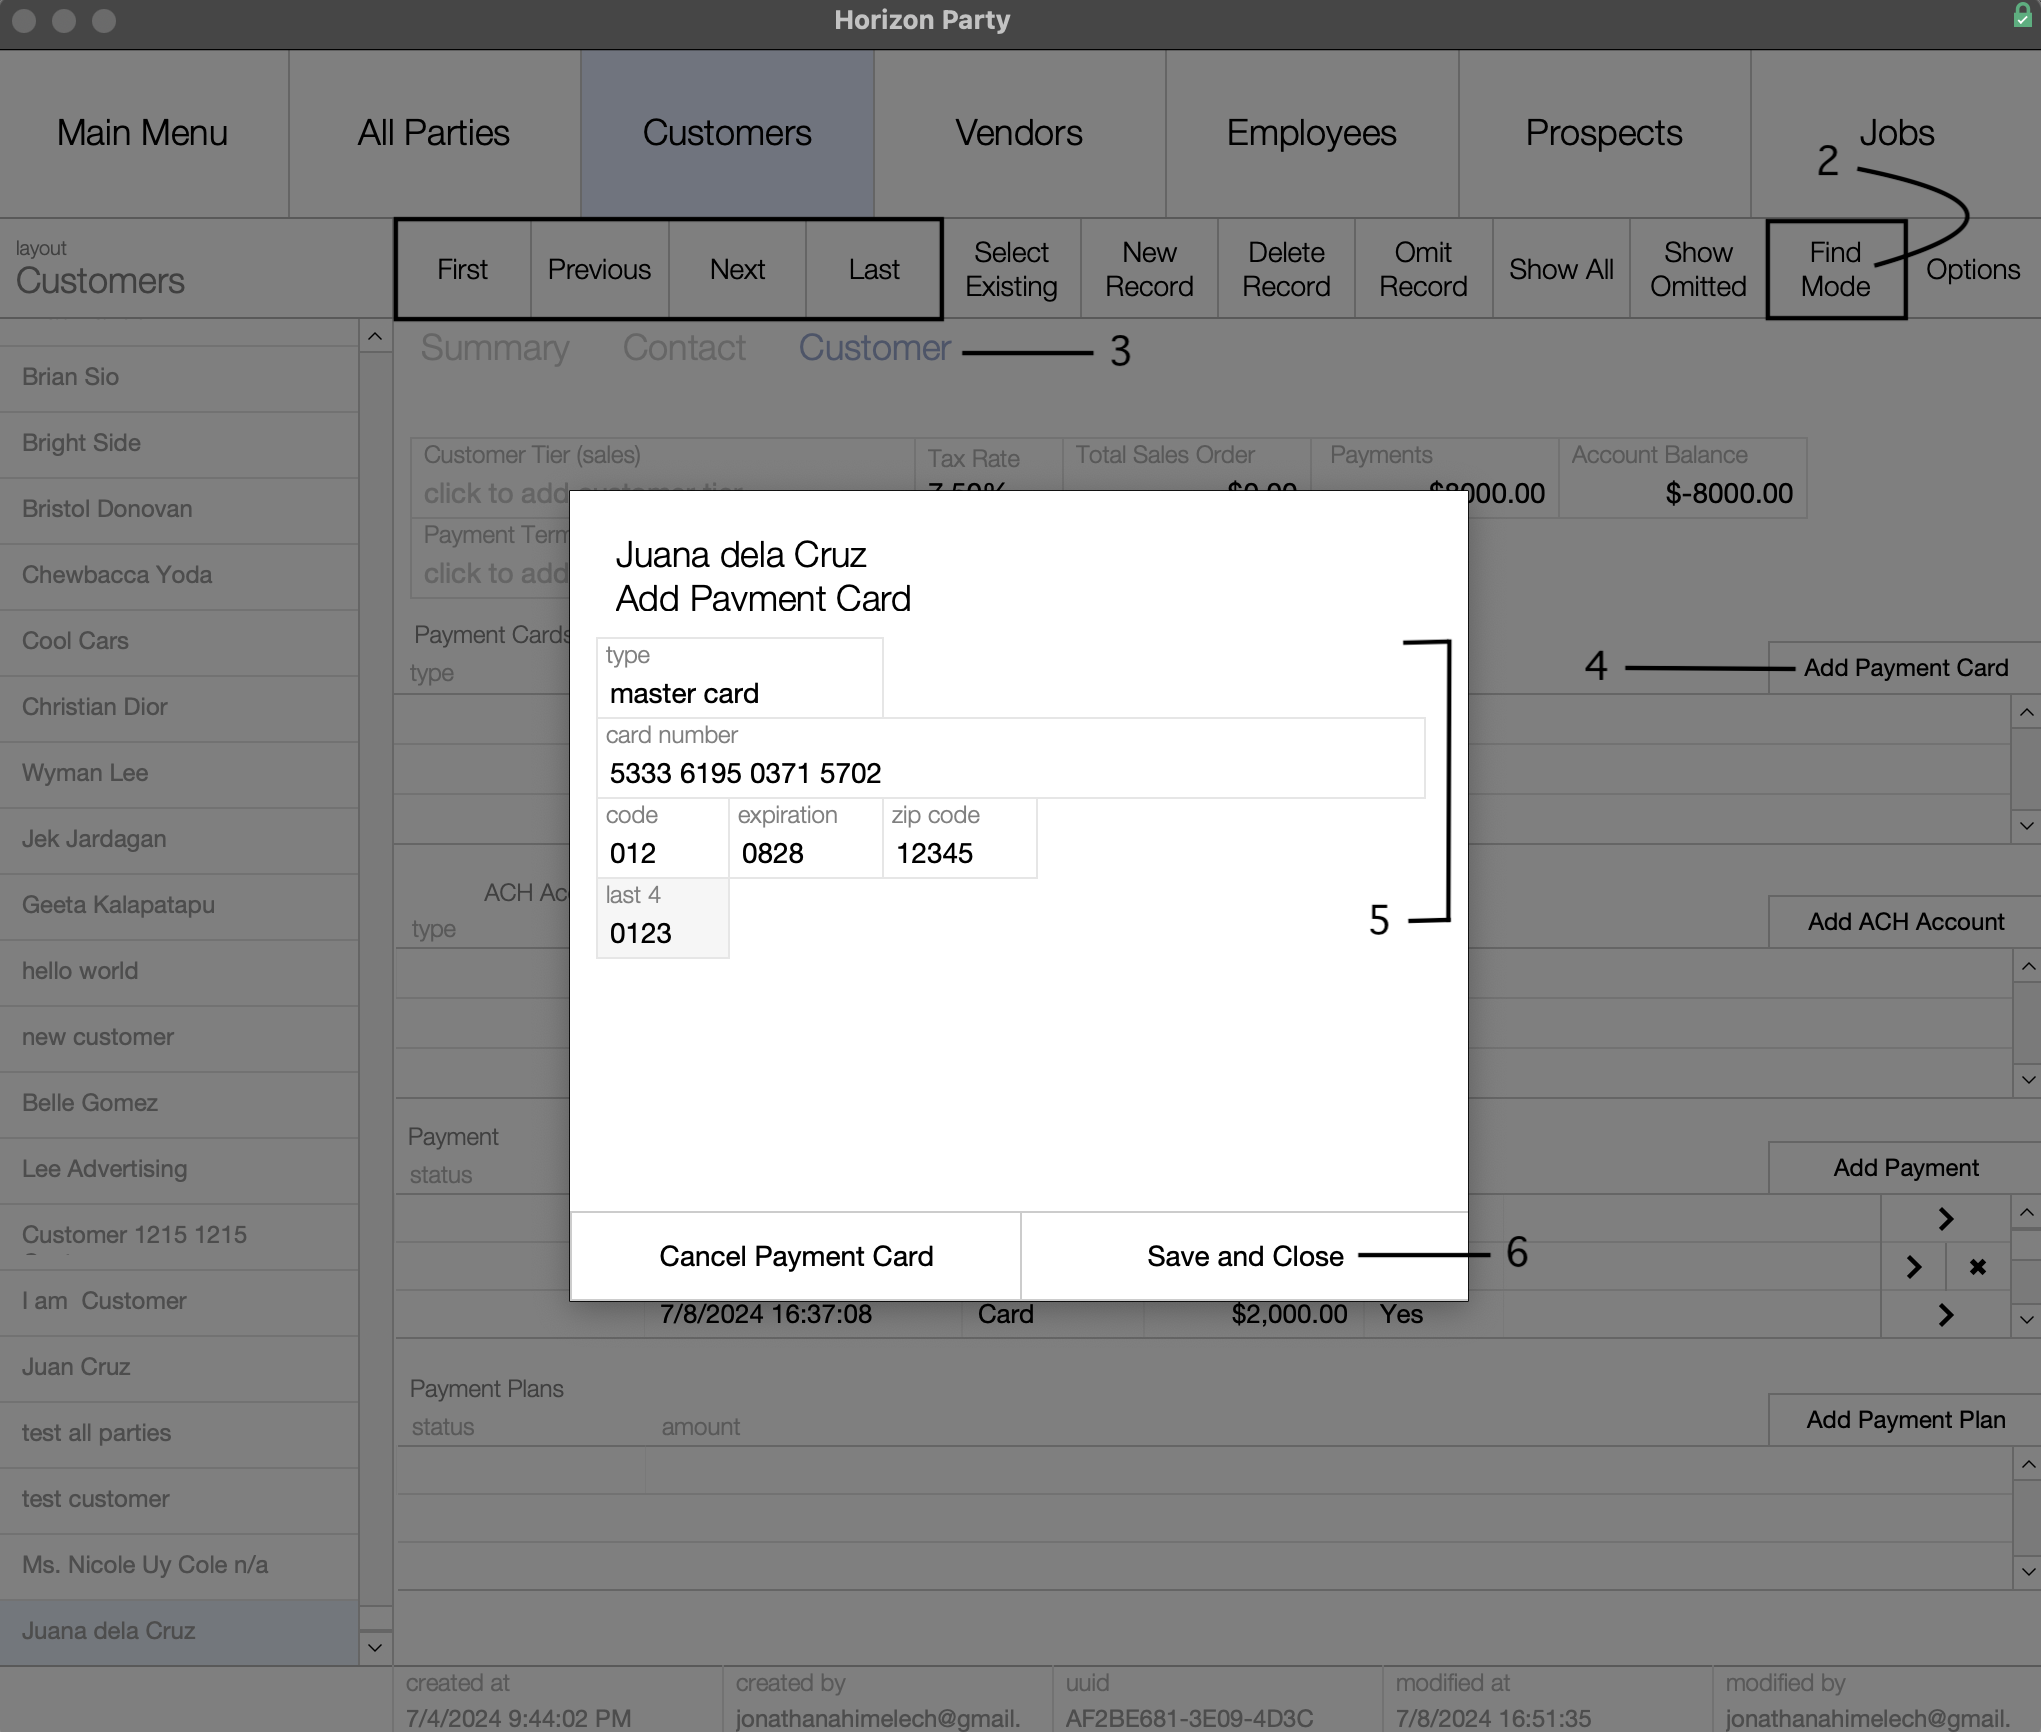 Horizon Party
Main Menu
All Parties
Customers
Vendors
Employees
Prospects
Jobs
2
layout
Customers
First
Previous
Next
Last
Select
Existing
New
Record
Delete
Record
Omit
Record
Show All
Show
Omitted
Find
Mode
Options
Summary
Contact
Customer
3
Brian Sio
Bright Side
Bristol Donovan
Chewbacca Yoda
Cool Cars
Christian Dior
Wyman Lee
Jek Jardagan
Geeta Kalapatapu
hello world
new customer
Belle Gomez
Lee Advertising
Customer 1215 1215
I am  Customer
Juan Cruz
test all parties
test customer
Ms. Nicole Uy Cole n/a
Juana dela Cruz
Customer Tier (sales)
click to add customer tier
Tax Rate
7.50%
Total Sales Order
$0.00
Payments
$8000.00
Account Balance
$-8000.00
Payment Term
click to add
Payment Cards
type
4
Add Payment Card
Juana dela Cruz
Add Payment Card
type
master card
card number
5333 6195 0371 5702
code
012
expiration
0828
zip code
12345
last 4
0123
5
Cancel Payment Card
Save and Close
6
ACH Ac
type
Add ACH Account
Payment
status
Add Payment
7/8/2024 16:37:08
Card
$2,000.00
Yes
Payment Plans
status
amount
Add Payment Plan
created at
7/4/2024 9:44:02 PM
created by
jonathanahimelech@gmail.
uuid
AF2BE681-3E09-4D3C
modified at
7/8/2024 16:51:35
modified by
jonathanahimelech@gmail.